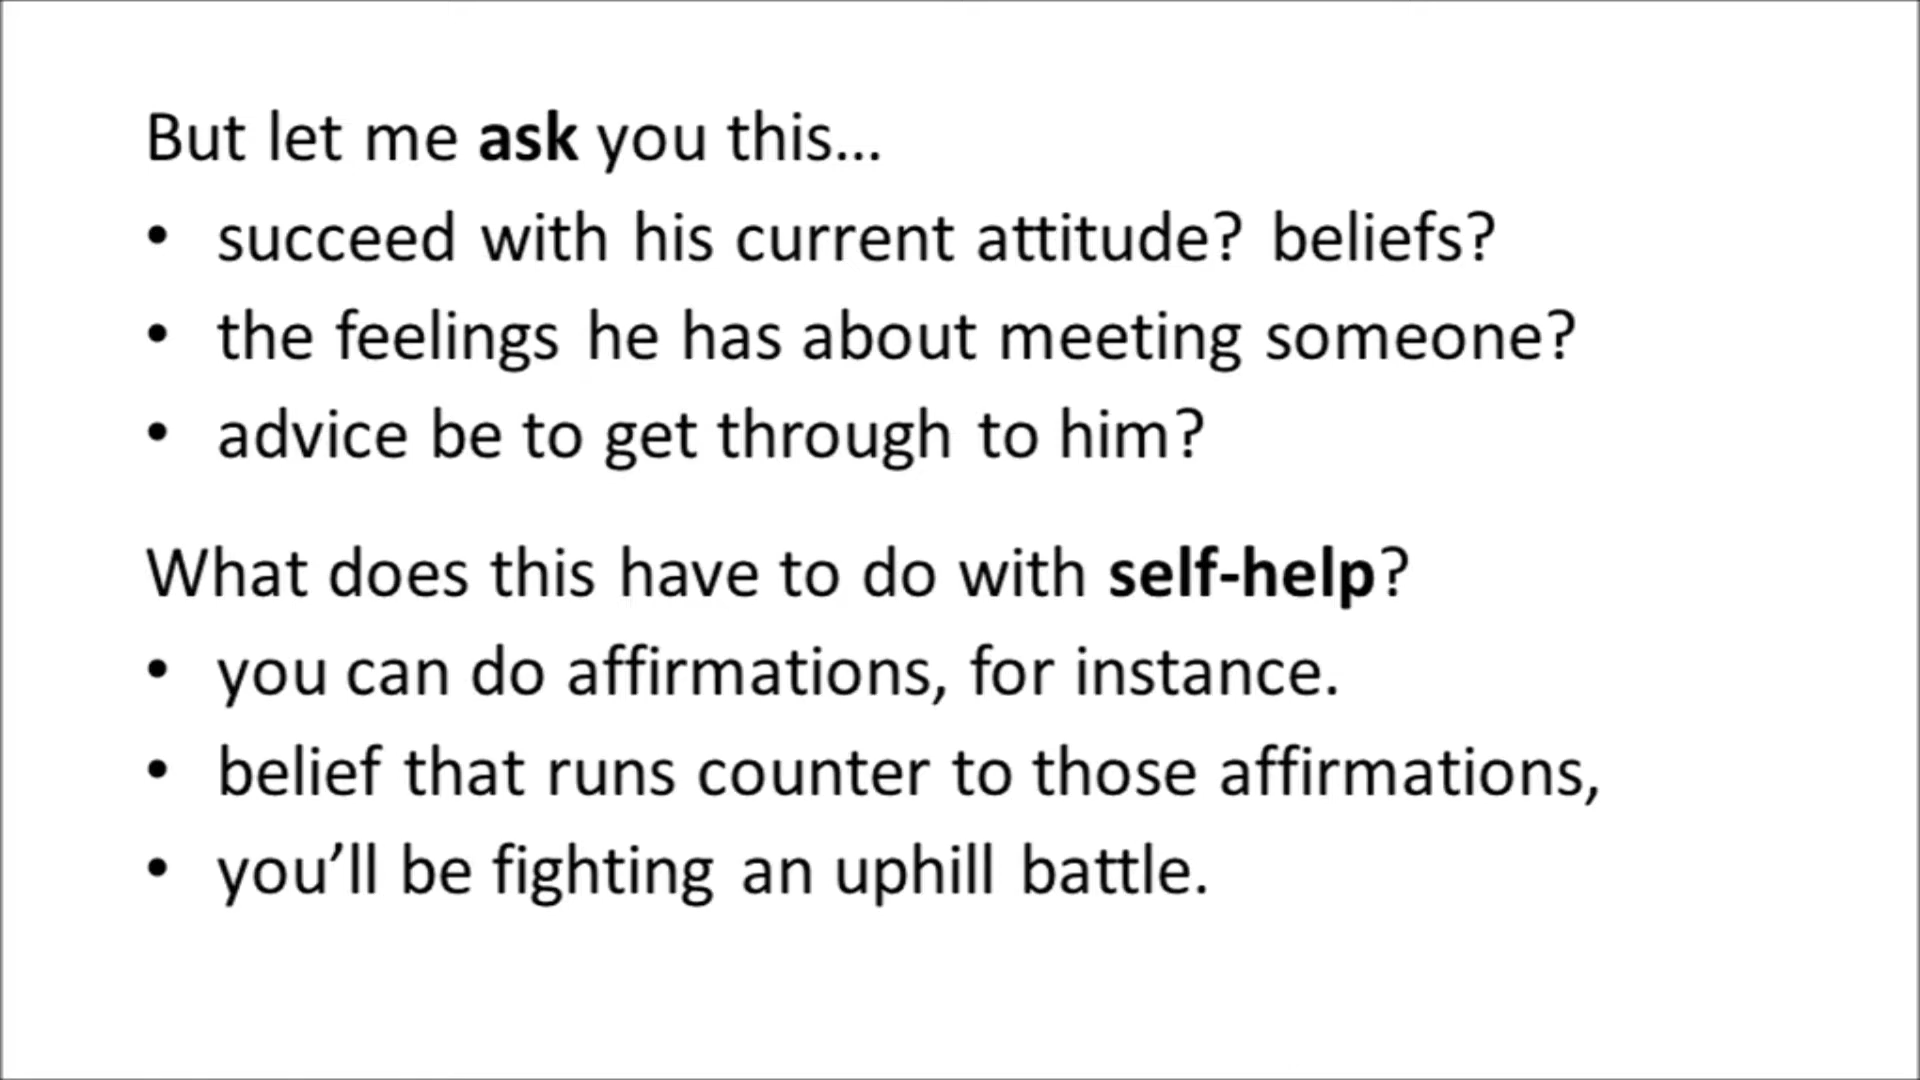 But let me ask you this...
• succeed with his current attitude? beliefs?
• the feelings he has about meeting someone?
• advice be to get through to him?
What does this have to do with self-help?
• you can do affirmations, for instance.
• belief that runs counter to those affirmations,
• you’ll be fighting an uphill battle.